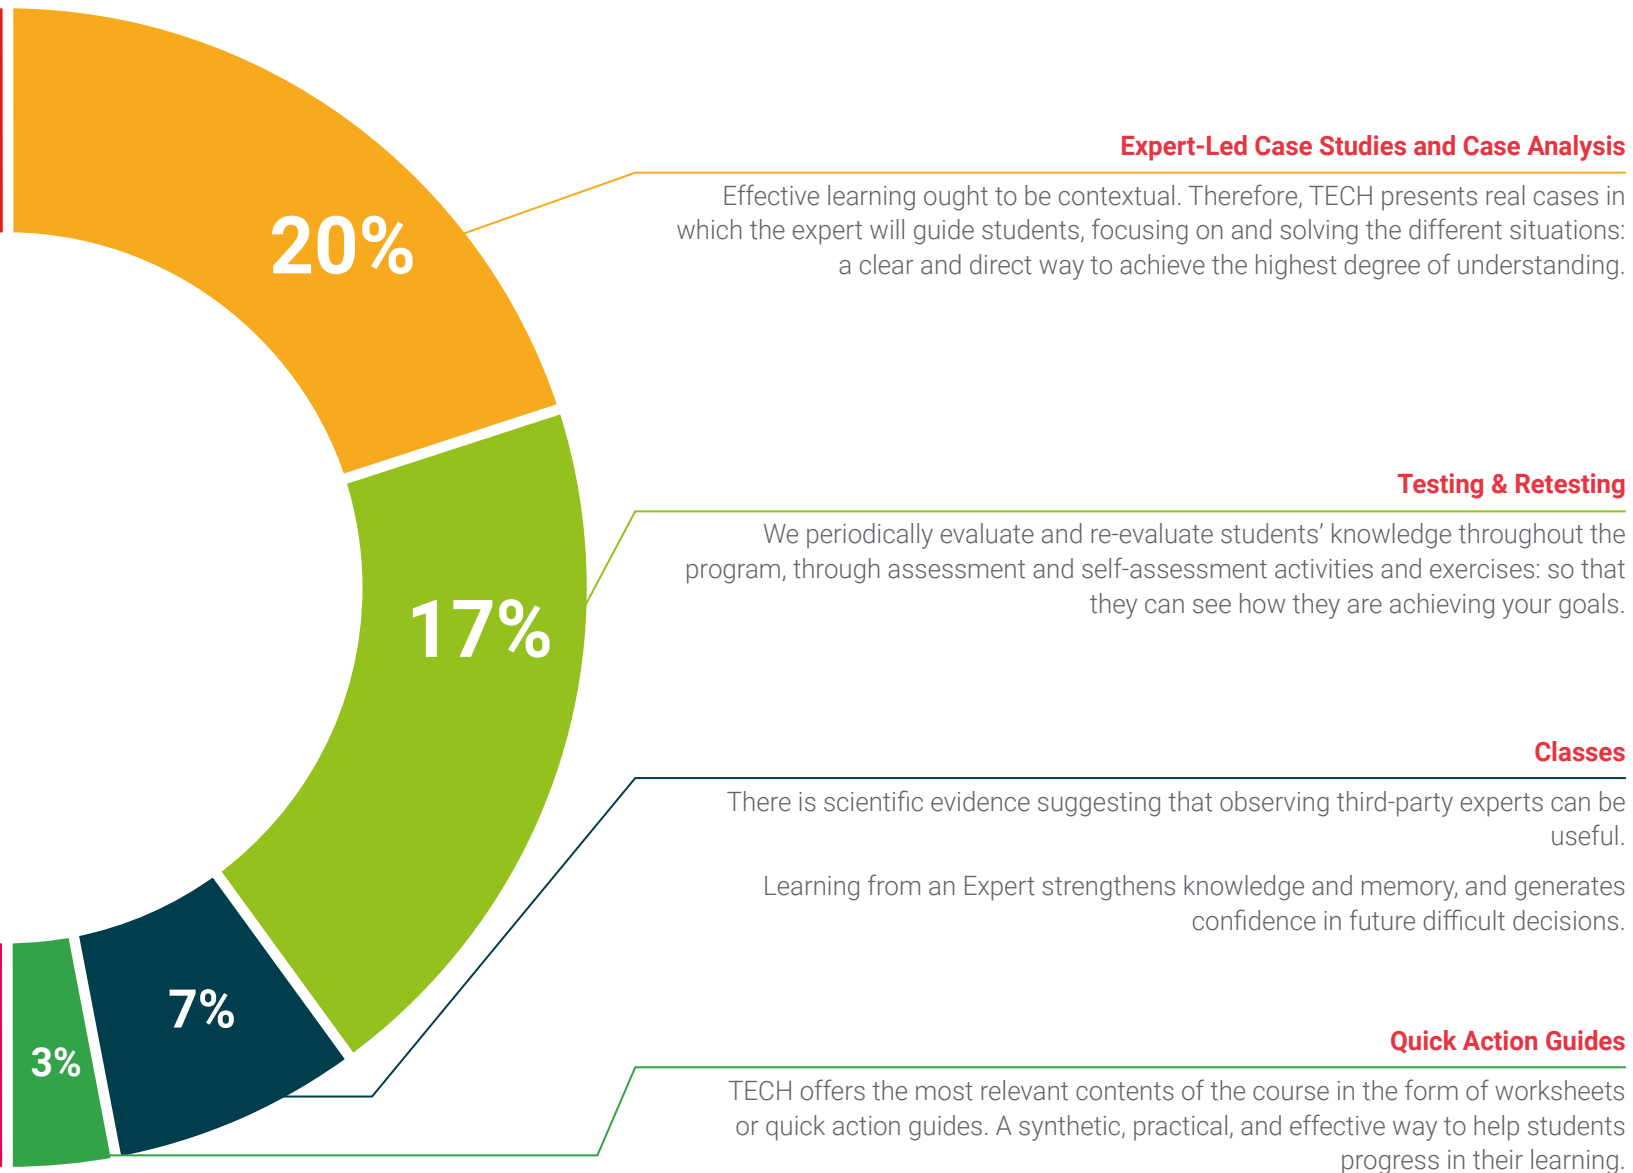 20%
Expert-Led Case Studies and Case Analysis
Effective learning ought to be contextual. Therefore, TECH presents real cases in
which the expert will guide students, focusing on and solving the different situations:
a clear and direct way to achieve the highest degree of understanding.
17%
Testing & Retesting
We periodically evaluate and re-evaluate students’ knowledge throughout the
program, through assessment and self-assessment activities and exercises: so that
they can see how they are achieving your goals.
7%
Classes
There is scientific evidence suggesting that observing third-party experts can be
useful.
Learning from an Expert strengthens knowledge and memory, and generates
confidence in future difficult decisions.
3%
Quick Action Guides
TECH offers the most relevant contents of the course in the form of worksheets
or quick action guides. A synthetic, practical, and effective way to help students
progress in their learning.